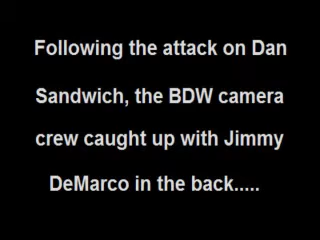 Following the attack on Dan
Sandwich, the BDW camera
crew caught up with Jimmy
DeMarco in the back.....